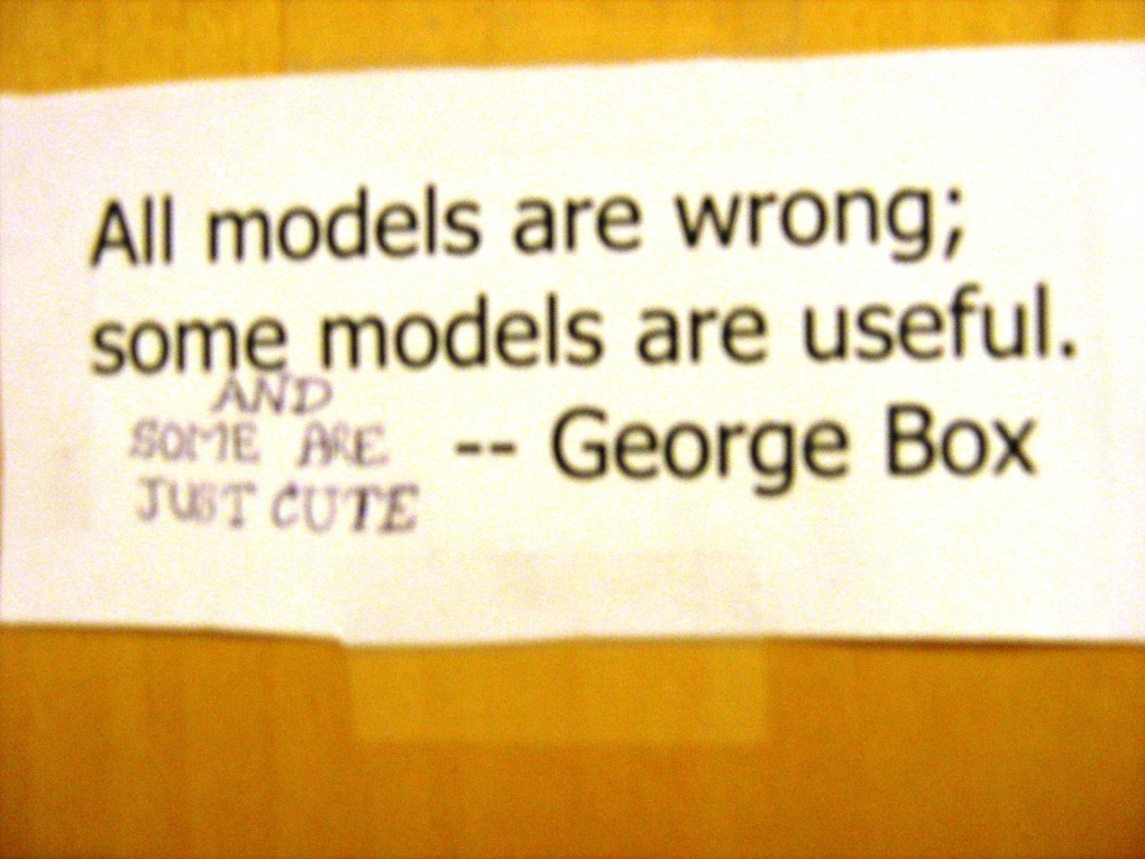 All models are wrong;
some models are useful.
-- George Box
AND
SOME ARE
JUST CUTE